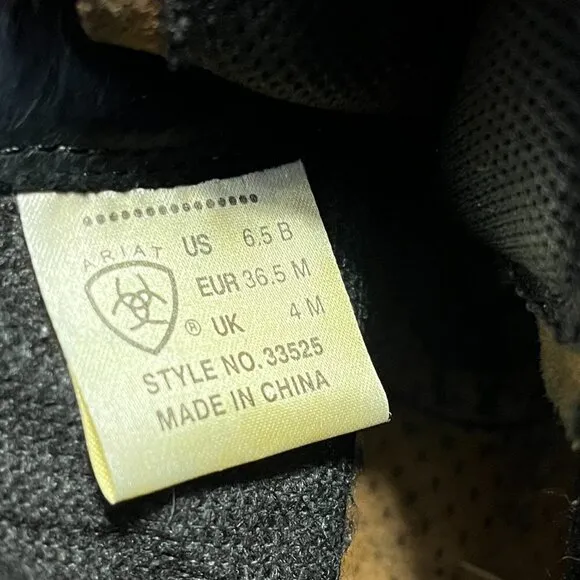 ARIAT US 6.5 B
EUR 36.5 M
® UK 4 M
STYLE NO. 33525
MADE IN CHINA